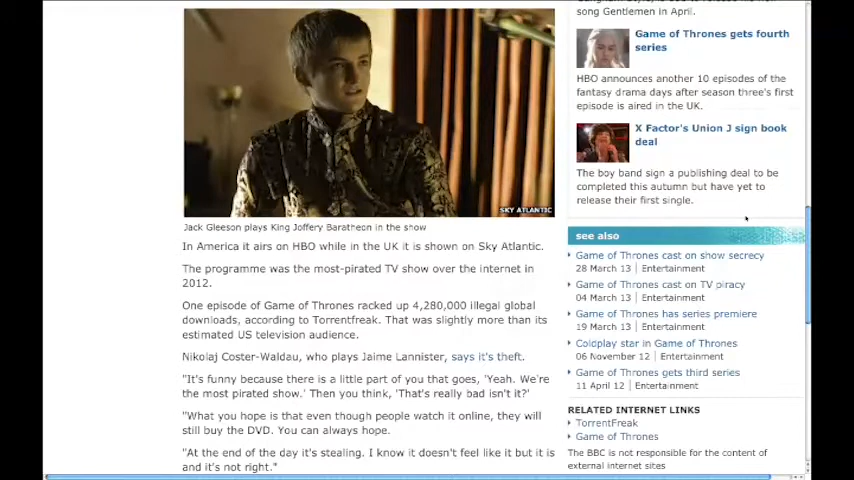 song Gentlemen in April.
Game of Thrones gets fourth
series
HBO announces another 10 episodes of the
fantasy drama days after season three's first
episode is aired in the UK.
X Factor's Union J sign book
deal
The boy band sign a publishing deal to be
completed this autumn but have yet to
release their first single.
SKY ATLANTIC
Jack Gleeson plays King Joffery Baratheon in the show
In America it airs on HBO while in the UK it is shown on Sky Atlantic.
The programme was the most-pirated TV show over the internet in
2012.
One episode of Game of Thrones racked up 4,280,000 illegal global
downloads, according to Torrentfreak. That was slightly more than its
estimated US television audience.
Nikolaj Coster-Waldau, who plays Jaime Lannister, says it's theft.
"It's funny because there is a little part of you that goes, 'Yeah. We're
the most pirated show.' Then you think, 'That's really bad isn't it?'
"What you hope is that even though people watch it online, they will
still buy the DVD. You can always hope.
"At the end of the day it's stealing. I know it doesn't feel like it but it is
and it's not right."
see also
Game of Thrones cast on show secrecy
28 March 13 | Entertainment
Game of Thrones cast on TV piracy
04 March 13 | Entertainment
Game of Thrones has series premiere
19 March 13 | Entertainment
Coldplay star in Game of Thrones
06 November 12 | Entertainment
Game of Thrones gets third series
11 April 12 | Entertainment
RELATED INTERNET LINKS
TorrentFreak
Game of Thrones
The BBC is not responsible for the content of
external internet sites